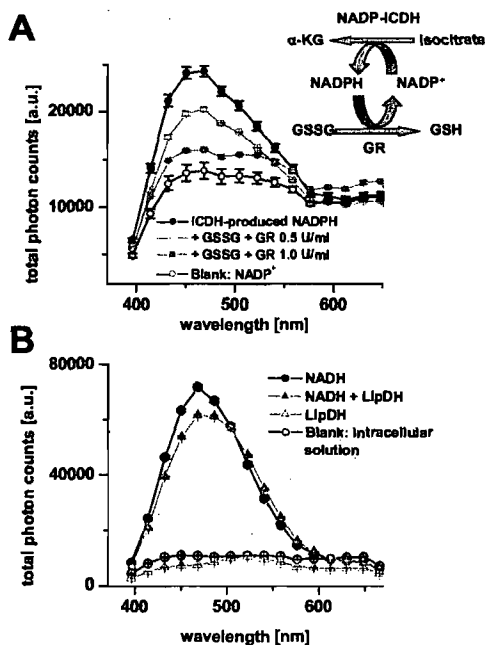 A
NADP-ICDH
α-KG
Isocitrate
NADPH
NADP⁺
GSSG
GSH
GR
total photon counts [a.u.]
20000
10000
ICDH-produced NADPH
+ GSSG + GR 0.5 U/ml
+ GSSG + GR 1.0 U/ml
Blank: NADP⁺
400
500
600
wavelength [nm]
B
total photon counts [a.u.]
80000
40000
0
NADH
NADH + LipDH
LipDH
Blank: Intracellular
solution
400
500
600
wavelength [nm]